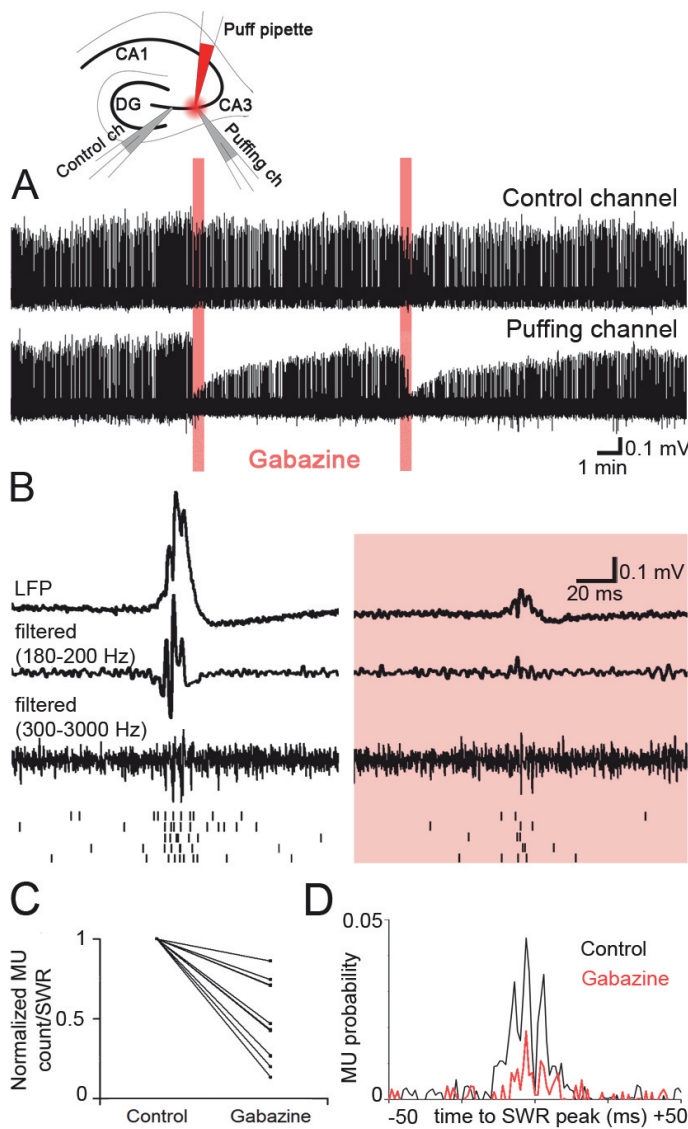 Puff pipette
CA1
DG
CA3
Control ch
Puffing ch
A
Control channel
Puffing channel
Gabazine
0.1 mV
1 min
B
LFP
0.1 mV
20 ms
filtered
(180-200 Hz)
filtered
(300-3000 Hz)
C
D
Normalized MU
count/SWR
1
0.5
0
Control
Gabazine
MU probability
0.05
0
Control
Gabazine
-50 time to SWR peak (ms) +50